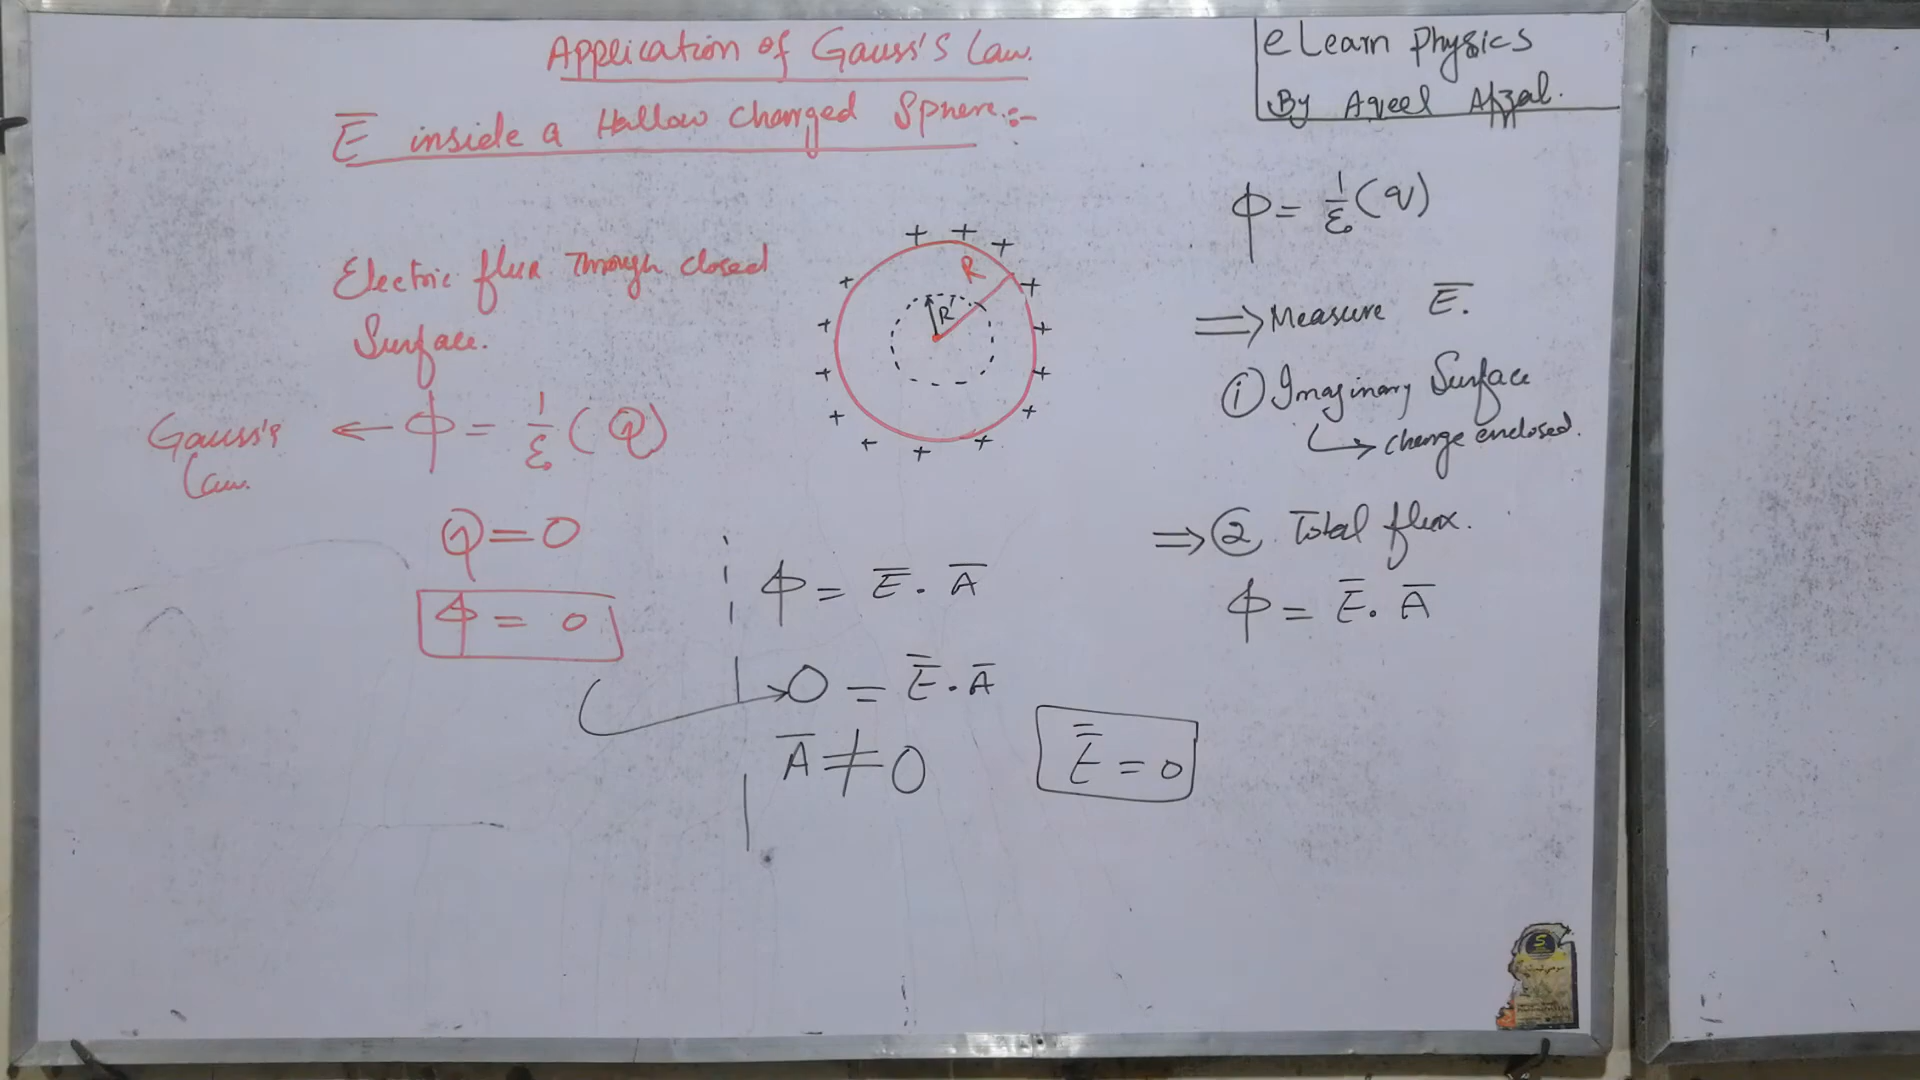 Application of Gauss's Law.
E̅ inside a Hallow charged Sphere:-
eLearn physics
By Aqeel Afzal.
Electric flux Through closed
Surface.
Gauss's Law. ← ϕ = 1/ε₀ (Q)
Q = 0
ϕ = 0
+ + + + + + + + + + + + + +
R
R'
ϕ = E̅ . A̅
0 = E̅ . A̅
A̅ ≠ 0
E̅ = 0
ϕ = 1/ε₀ (q)
⇒ Measure E̅.
① Imaginary Surface
↳ charge enclosed.
⇒ ② Total flux.
ϕ = E̅ . A̅
S